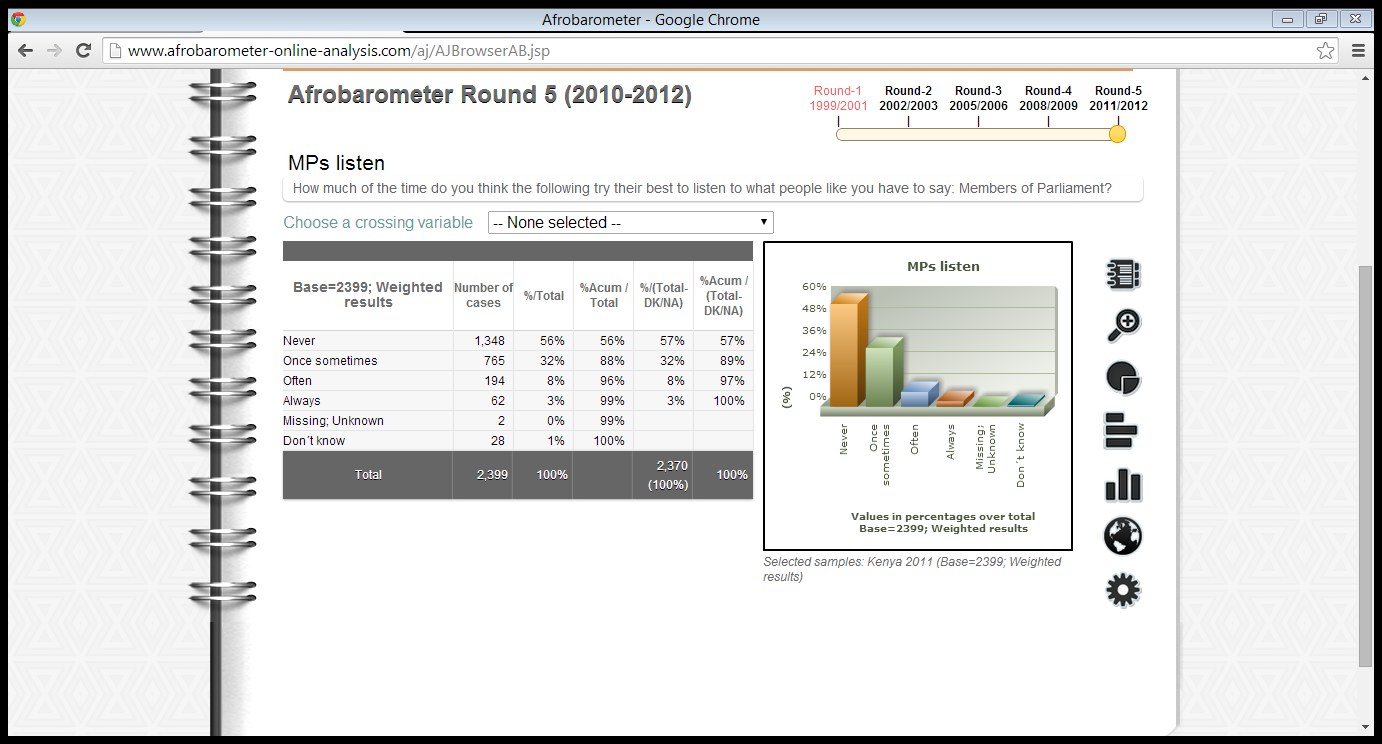 Afrobarometer - Google Chrome
www.afrobarometer-online-analysis.com/aj/AJBrowserAB.jsp
Afrobarometer Round 5 (2010-2012)
Round-1 Round-2 Round-3 Round-4 Round-5
1999/2001 2002/2003 2005/2006 2008/2009 2011/2012
MPs listen
How much of the time do you think the following try their best to listen to what people like you have to say: Members of Parliament?
Choose a crossing variable -- None selected --
Base=2399; Weighted results Number of cases %/Total %Acum / Total %/(Total-DK/NA) %Acum / (Total-DK/NA)
Never 1,348 56% 56% 57% 57%
Once sometimes 765 32% 88% 32% 89%
Often 194 8% 96% 8% 97%
Always 62 3% 99% 3% 100%
Missing; Unknown 2 0% 99%
Don´t know 28 1% 100%
Total 2,399 100% 2,370 (100%) 100%
MPs listen
60%
48%
36%
24%
12%
0%
(%)
Never
Once sometimes
Often
Always
Missing; Unknown
Don´t know
Values in percentages over total
Base=2399; Weighted results
Selected samples: Kenya 2011 (Base=2399; Weighted
results)